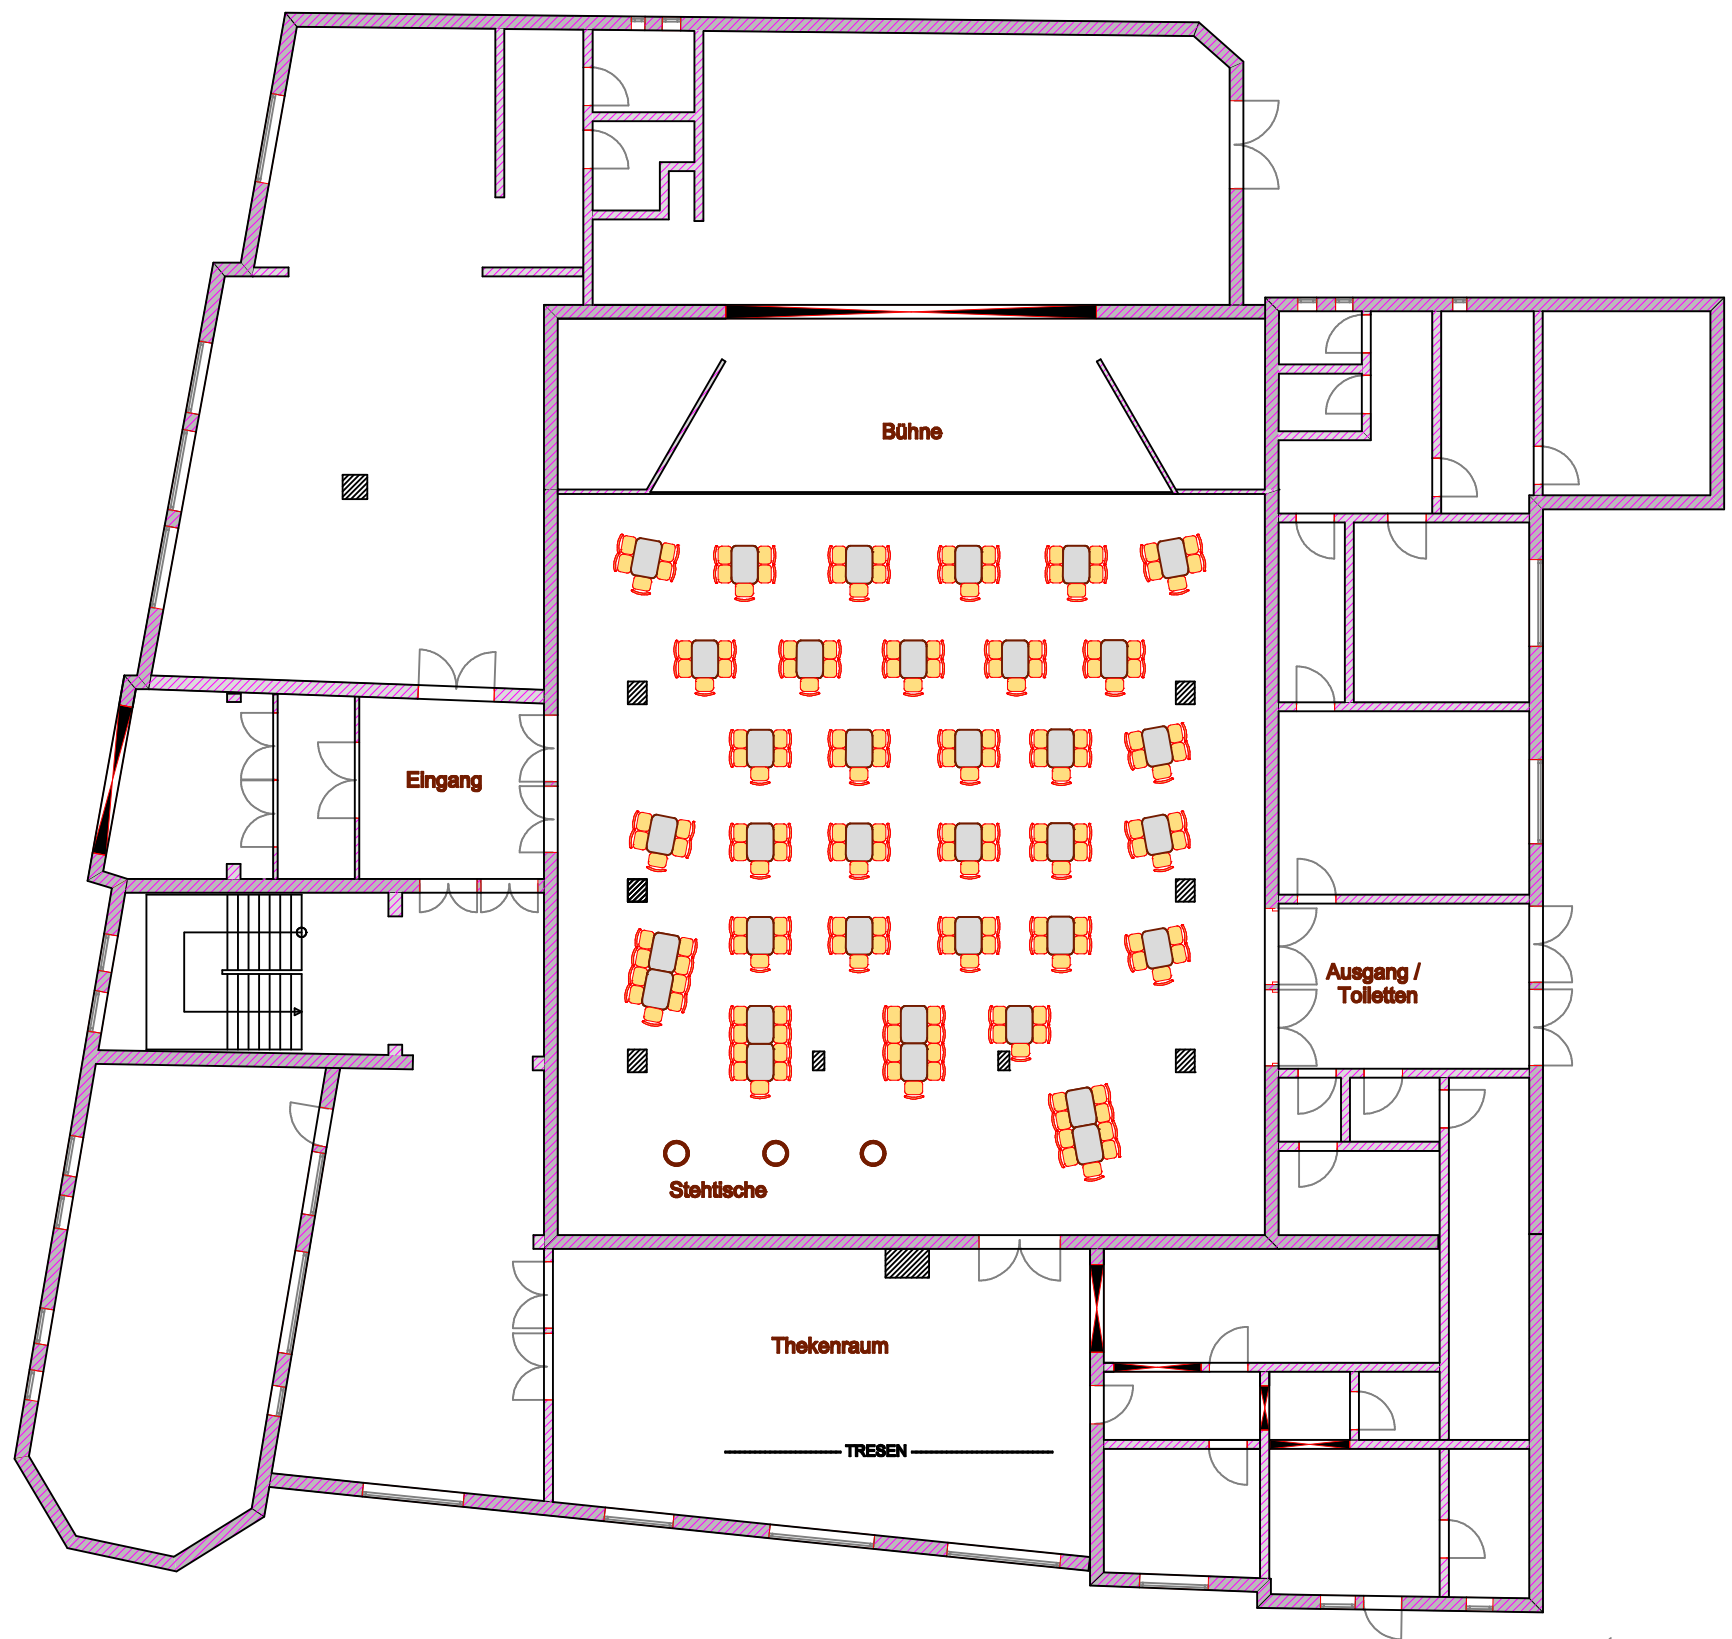 Bühne
Eingang
Ausgang /
Toiletten
Stehtische
Thekenraum
TRESEN